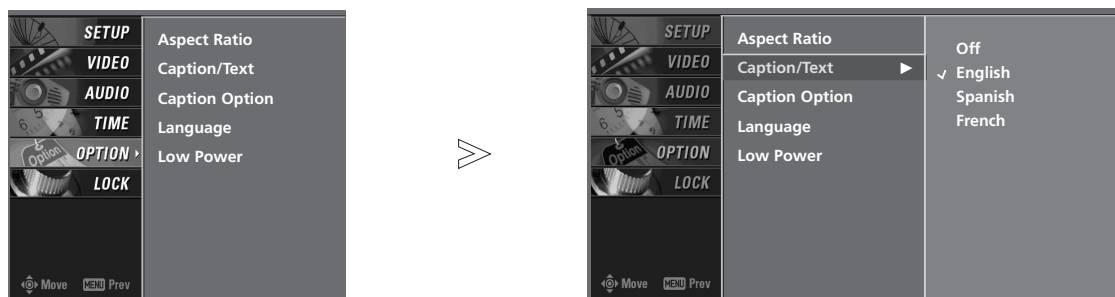 SETUP
VIDEO
AUDIO
TIME
OPTION
LOCK
Aspect Ratio
Caption/Text
Caption Option
Language
Low Power
Move MENU Prev
SETUP
VIDEO
AUDIO
TIME
OPTION
LOCK
Aspect Ratio
Caption/Text
Caption Option
Language
Low Power
Off
English
Spanish
French
Move MENU Prev